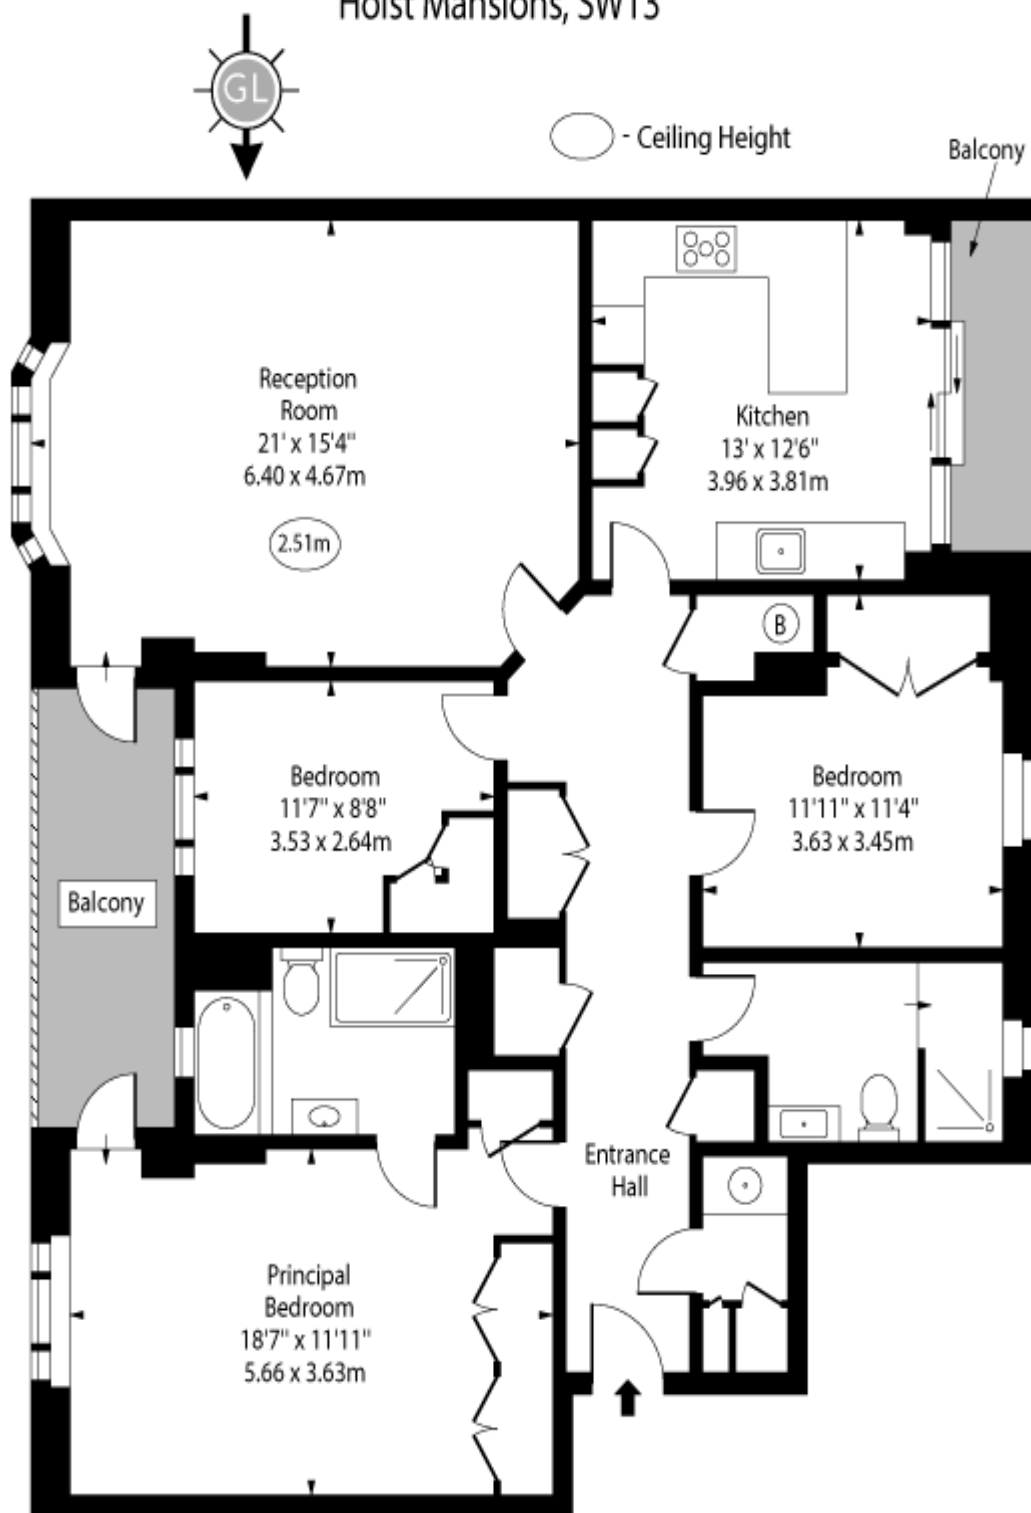 Holst Mansions, SW13
GL
- Ceiling Height
Balcony
Reception
Room
21' x 15'4"
6.40 x 4.67m
2.51m
Kitchen
13' x 12'6"
3.96 x 3.81m
B
Bedroom
11'7" x 8'8"
3.53 x 2.64m
Bedroom
11'11" x 11'4"
3.63 x 3.45m
Balcony
Entrance
Hall
Principal
Bedroom
18'7" x 11'11"
5.66 x 3.63m